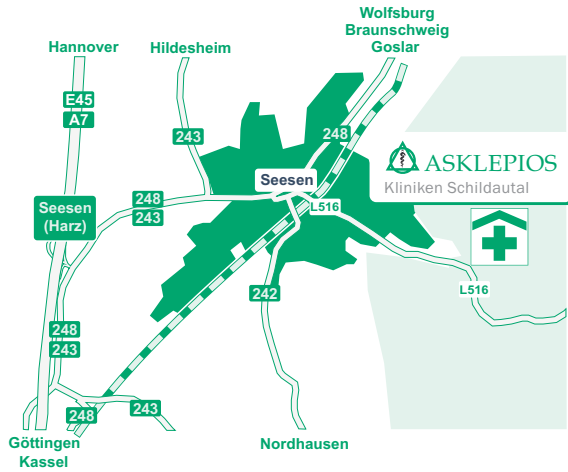 Wolfsburg
Braunschweig
Goslar
Hannover
Hildesheim
E45
A7
243
248
ASKLEPIOS
Kliniken Schildautal
Seesen
Seesen
(Harz)
248
243
L516
L516
242
248
243
243
248
Göttingen
Kassel
Nordhausen